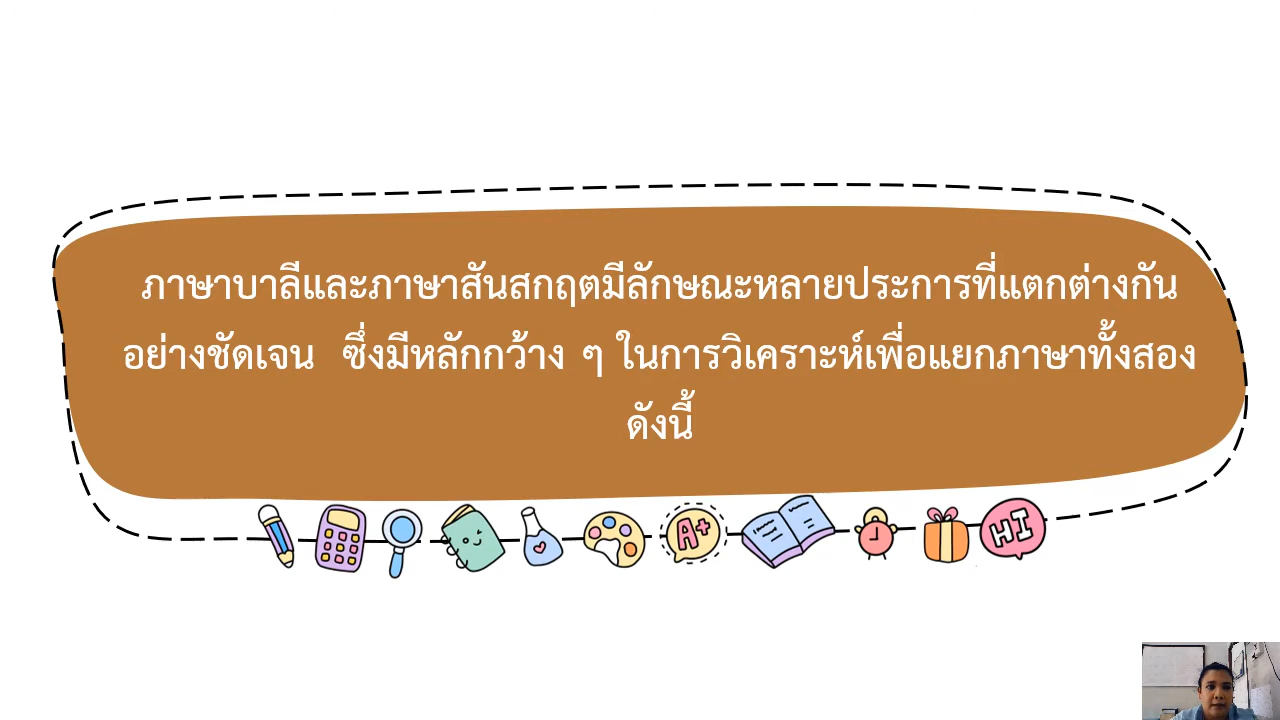 ภาษาบาลีและภาษาสันสกฤตมีลักษณะหลายประการที่แตกต่างกัน
อย่างชัดเจน ซึ่งมีหลักกว้าง ๆ ในการวิเคราะห์เพื่อแยกภาษาทั้งสอง
ดังนี้
A+
HI